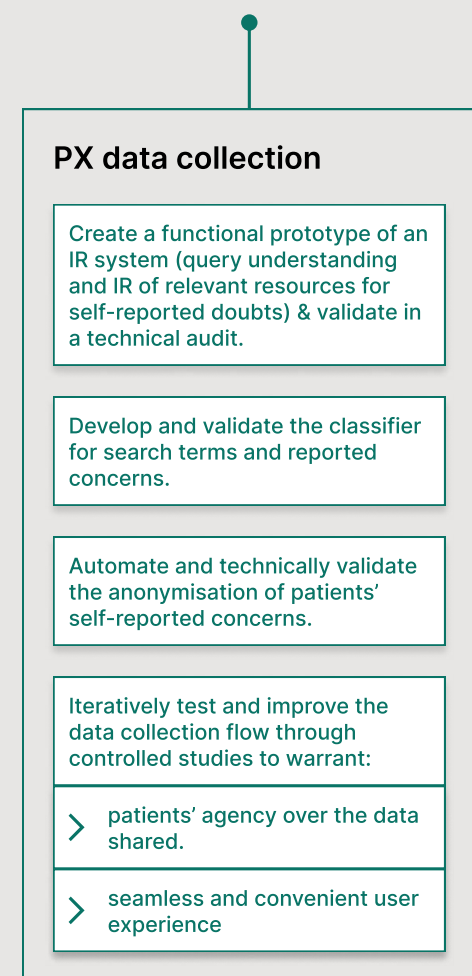 PX data collection
Create a functional prototype of an
IR system (query understanding
and IR of relevant resources for
self-reported doubts) & validate in
a technical audit.
Develop and validate the classifier
for search terms and reported
concerns.
Automate and technically validate
the anonymisation of patients’
self-reported concerns.
Iteratively test and improve the
data collection flow through
controlled studies to warrant:
patients’ agency over the data
shared.
seamless and convenient user
experience